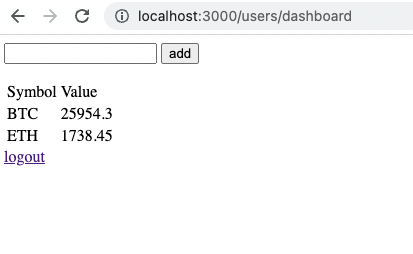 localhost:3000/users/dashboard
add
Symbol Value
BTC 25954.3
ETH 1738.45
logout